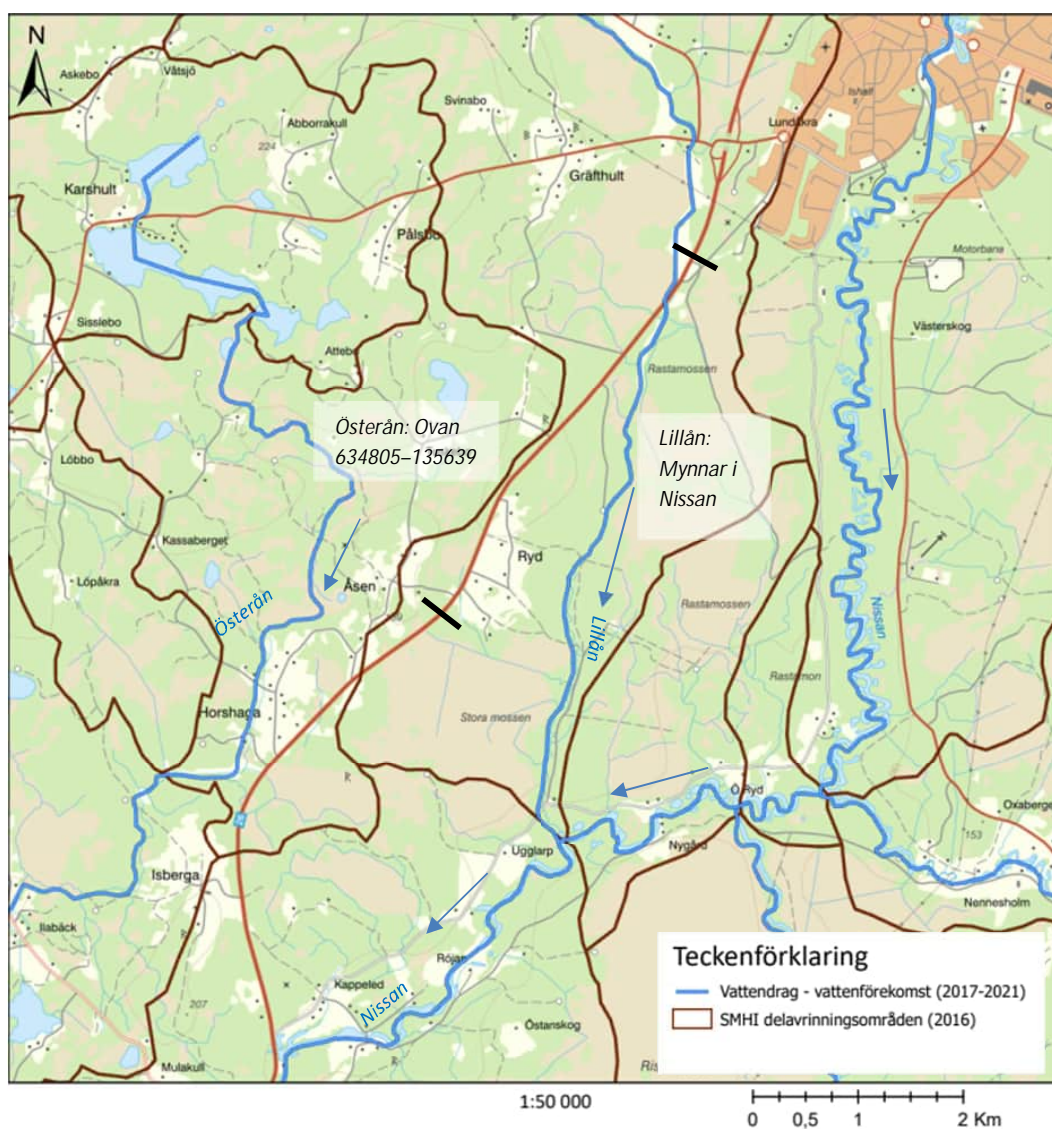 N
Askebo
Våtsjö
Svinabo
Ishall
Abborrakull
Lundåkra
224
Gräfthult
Karshult
Pålsbo
Motorbana
Sisslebo
Västerskog
Attebo
Rastamossen
Österån: Ovan
634805–135639
Lillån:
Mynnar i
Nissan
Löbbo
Kassaberget
Ryd
Löpåkra
Åsen
Österån
Rastamossen
Nissan
Lillån
Rastamon
Horshaga
Stora mossen
Ö Ryd
Oxaberget
153
Ugglarp
Nygård
Isberga
Nennesholm
Ilabäck
Röjan
Kappeled
Nissan
207
Östanskog
Mulakull
Teckenförklaring
Vattendrag - vattenförekomst (2017-2021)
SMHI delavrinningsområden (2016)
1:50 000
0 0,5 1 2 Km